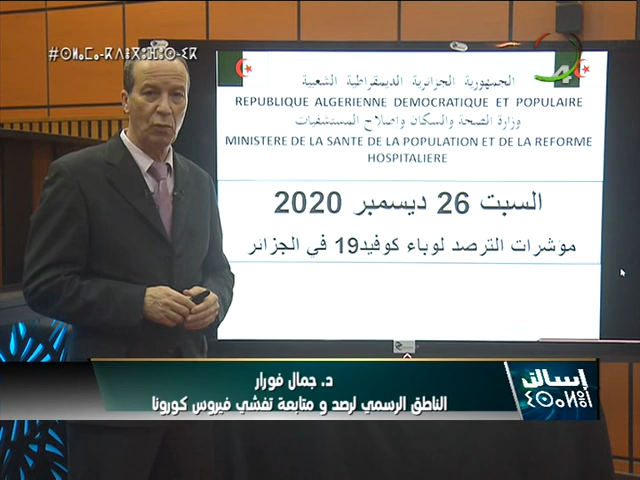 4
الجمهورية الجزائرية الديمقراطية الشعبية
REPUBLIQUE ALGERIENNE DEMOCRATIQUE ET POPULAIRE
وزارة الصحة والسكان وإصلاح المستشفيات
MINISTERE DE LA SANTE DE LA POPULATION ET DE LA REFORME
HOSPITALIERE
السبت 26 ديسمبر 2020
مؤشرات الترصد لوباء كوفيد19 في الجزائر
د. جمال فورار
الناطق الرسمي لرصد و متابعة تفشي فيروس كورونا